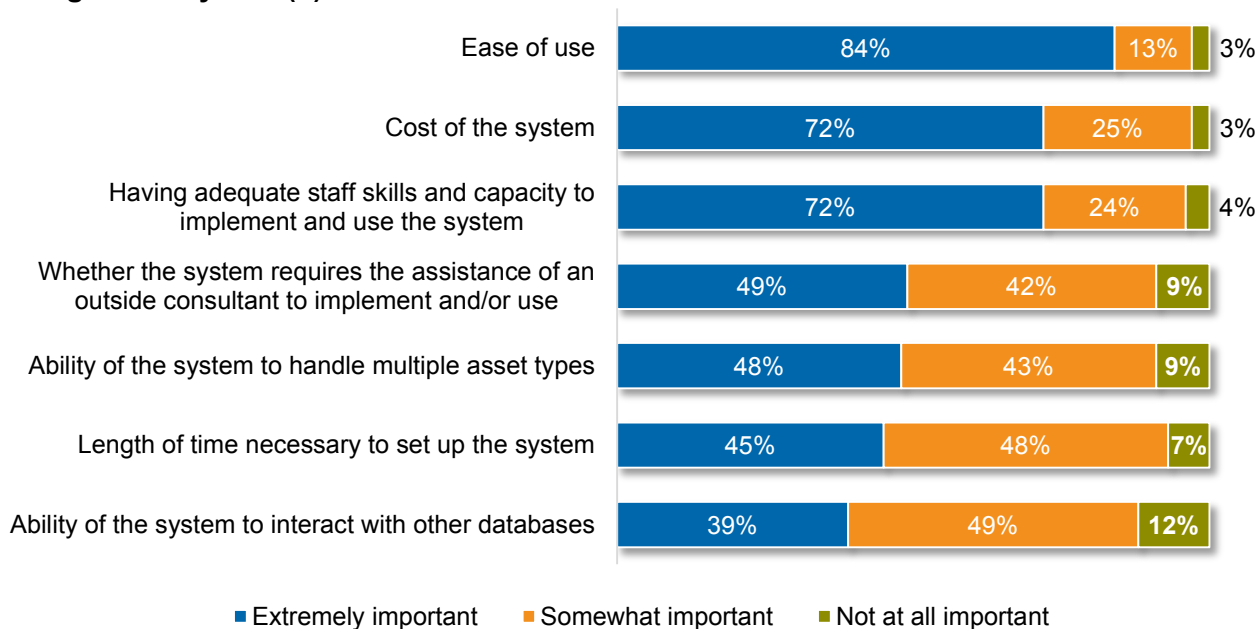 Ease of use 84% 13% 3%
Cost of the system 72% 25% 3%
Having adequate staff skills and capacity to
implement and use the system 72% 24% 4%
Whether the system requires the assistance of an
outside consultant to implement and/or use 49% 42% 9%
Ability of the system to handle multiple asset types 48% 43% 9%
Length of time necessary to set up the system 45% 48% 7%
Ability of the system to interact with other databases 39% 49% 12%
Extremely important Somewhat important Not at all important